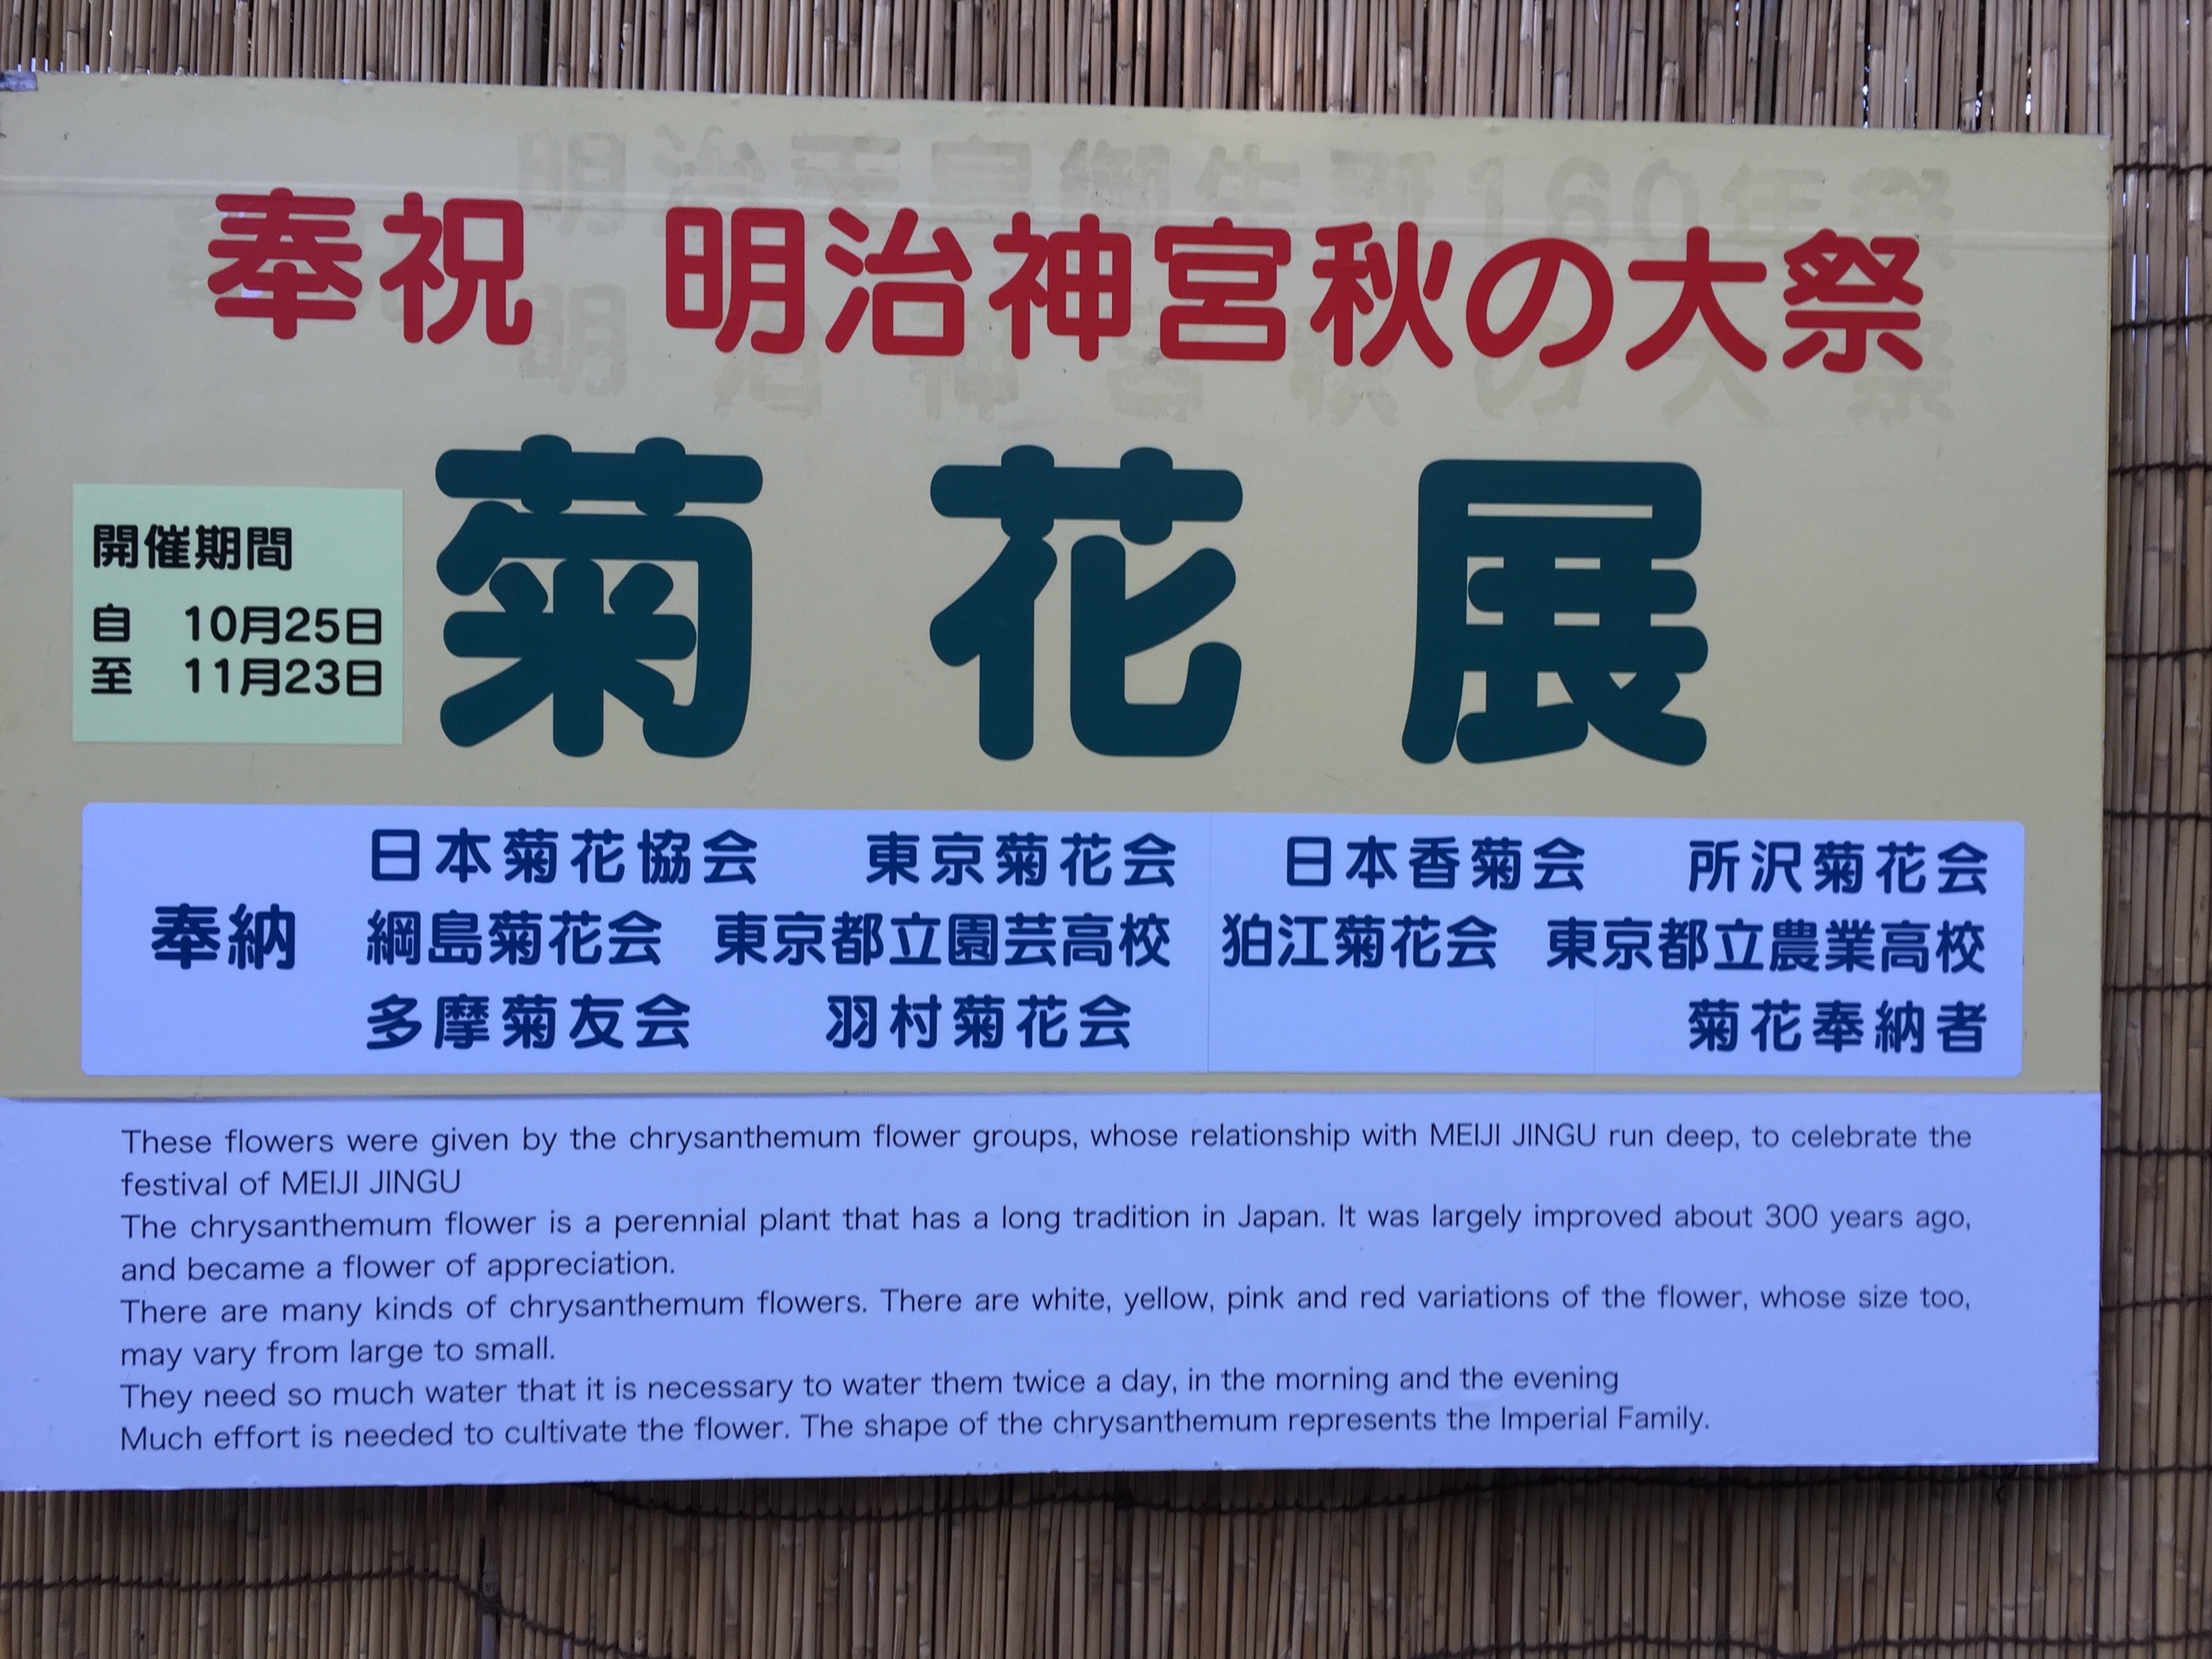 奉祝 明治神宮秋の大祭
菊花展
開催期間
自 10月25日
至 11月23日
奉納
日本菊花協会 東京菊花会 日本香菊会 所沢菊花会
綱島菊花会 東京都立園芸高校 狛江菊花会 東京都立農業高校
多摩菊友会 羽村菊花会 菊花奉納者
These flowers were given by the chrysanthemum flower groups, whose relationship with MEIJI JINGU run deep, to celebrate the
festival of MEIJI JINGU
The chrysanthemum flower is a perennial plant that has a long tradition in Japan. It was largely improved about 300 years ago,
and became a flower of appreciation.
There are many kinds of chrysanthemum flowers. There are white, yellow, pink and red variations of the flower, whose size too,
may vary from large to small.
They need so much water that it is necessary to water them twice a day, in the morning and the evening
Much effort is needed to cultivate the flower. The shape of the chrysanthemum represents the Imperial Family.